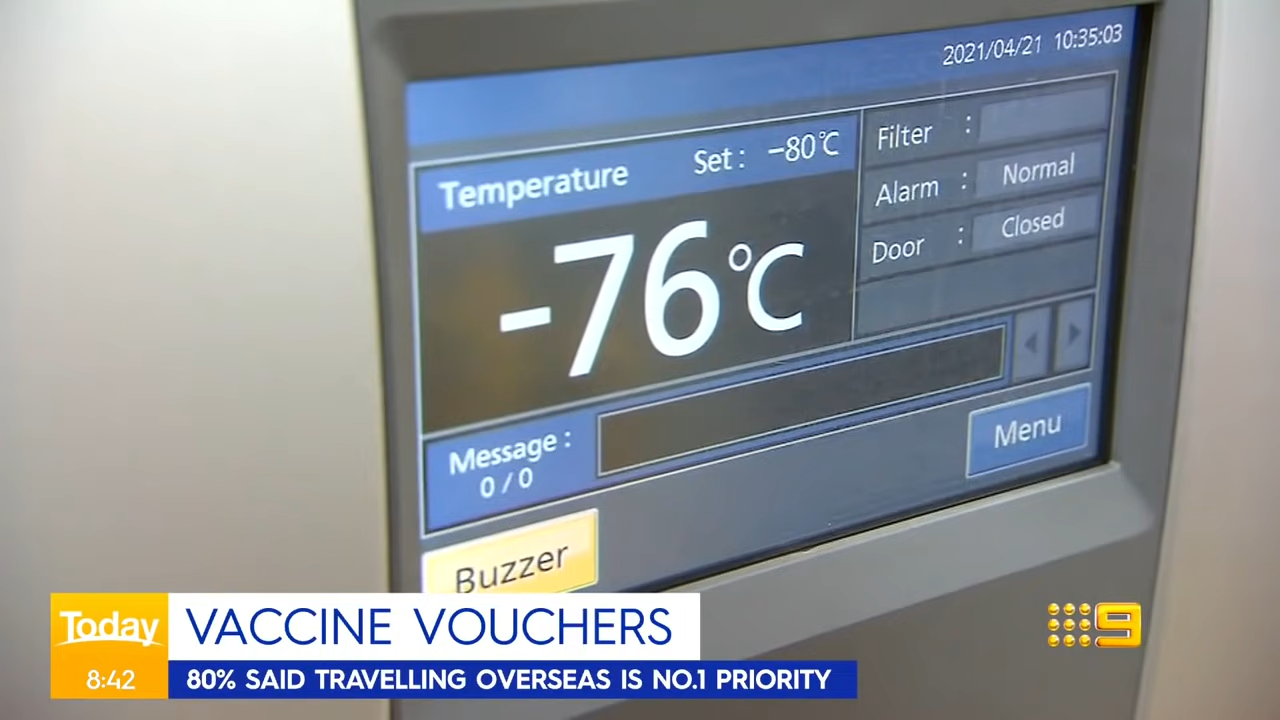 2021/04/21 10:35:03
Temperature Set : -80℃
-76℃
Filter :
Alarm : Normal
Door : Closed
Message :
0 / 0
Menu
Buzzer
Today
8:42
VACCINE VOUCHERS
80% SAID TRAVELLING OVERSEAS IS NO.1 PRIORITY
9